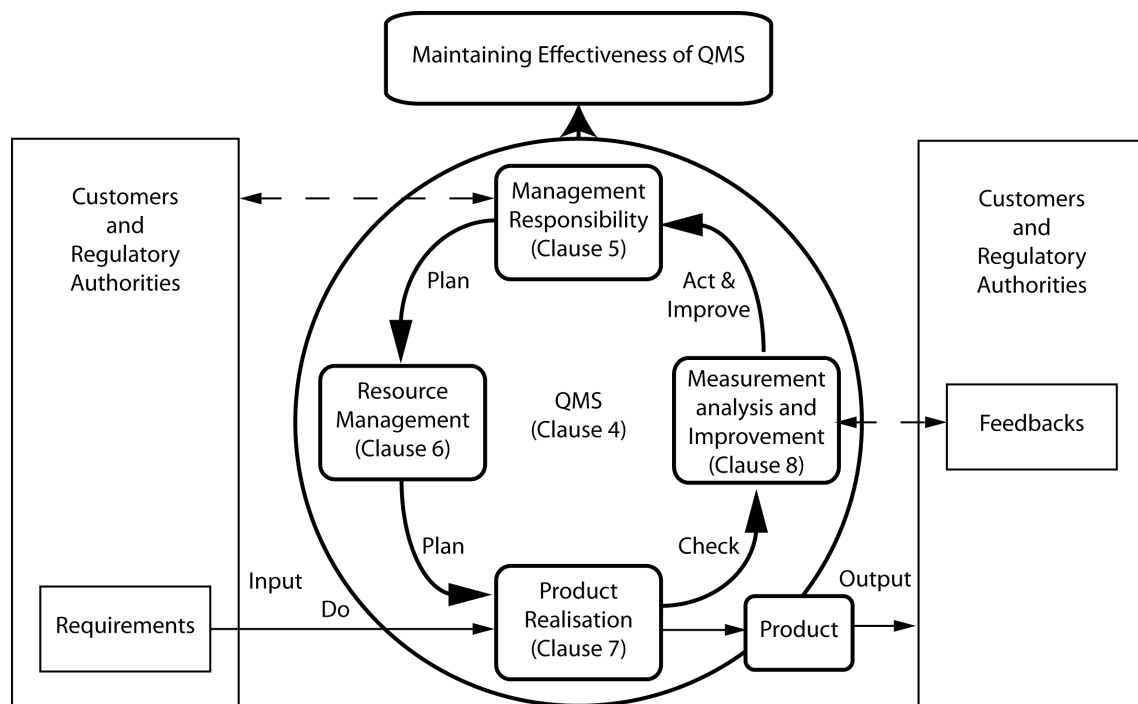 Maintaining Effectiveness of QMS
Customers
and
Regulatory
Authorities
Management
Responsibility
(Clause 5)
Customers
and
Regulatory
Authorities
Plan
Act &
Improve
Resource
Management
(Clause 6)
QMS
(Clause 4)
Measurement
analysis and
Improvement
(Clause 8)
Feedbacks
Plan
Check
Input
Output
Requirements
Do
Product
Realisation
(Clause 7)
Product